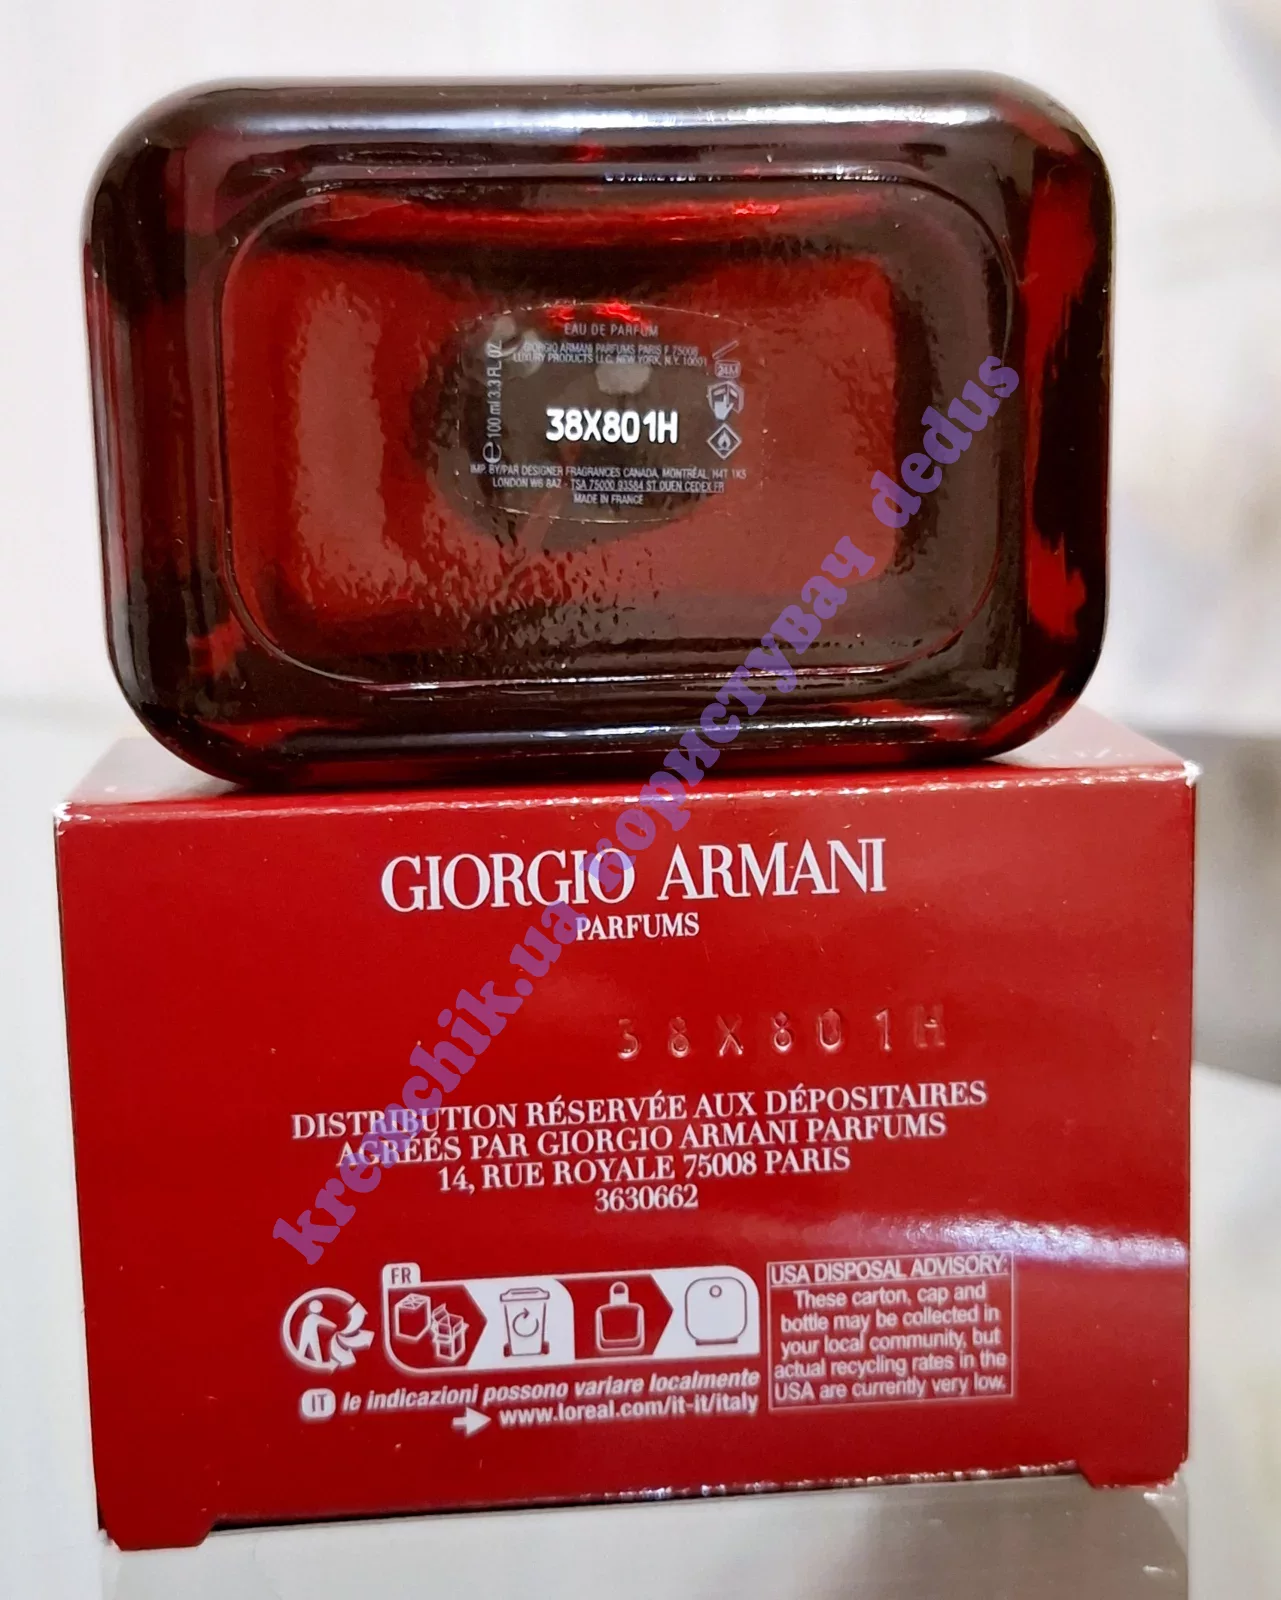 EAU DE PARFUM
GIORGIO ARMANI PARFUMS PARIS F 75008
LUXURY PRODUCTS LLC, NEW YORK, N.Y. 10001
24M
e 100 ml / 3.3 FL. OZ.
38X801H
IMP. BY/PAR DESIGNER FRAGRANCES CANADA, MONTRÉAL, H4T 1K3
LONDON W6 8AZ - TSA 75000 93584 ST OUEN CEDEX FR
MADE IN FRANCE
GIORGIO ARMANI
PARFUMS
38X801H
DISTRIBUTION RÉSERVÉE AUX DÉPOSITAIRES
AGRÉÉS PAR GIORGIO ARMANI PARFUMS
14, RUE ROYALE 75008 PARIS
3630662
FR
IT le indicazioni possono variare localmente
www.loreal.com/it-it/italy
USA DISPOSAL ADVISORY:
These carton, cap and
bottle may be collected in
your local community, but
actual recycling rates in the
USA are currently very low.
kremchik.ua користувач dedus